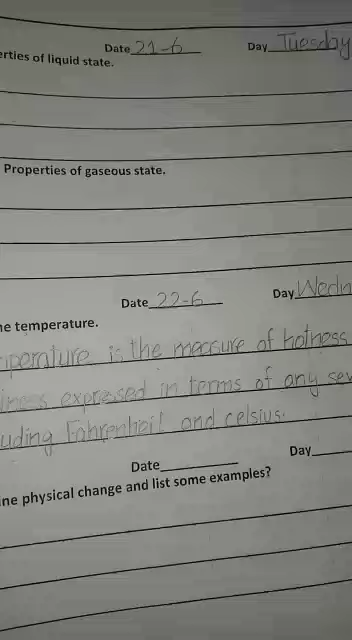 Date 21-6 Day Tuesday
erties of liquid state.
Properties of gaseous state.
Date 22-6 Day Wedn
ne temperature.
perature is the measure of hotness
lness expressed in terms of any sev
uding Fahrenheit and celsius.
Date Day
ine physical change and list some examples?